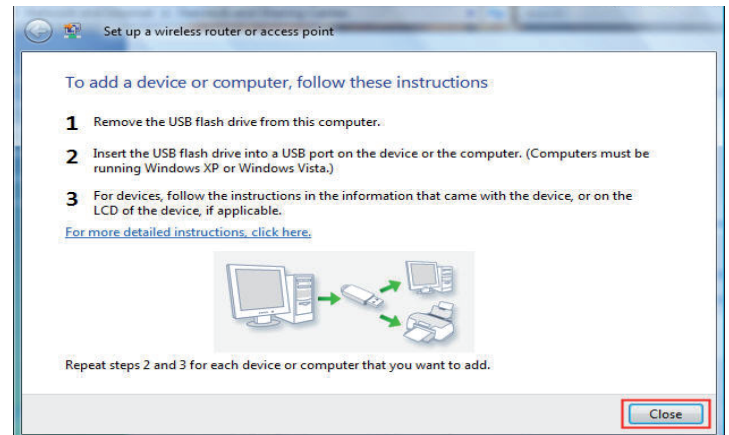 Set up a wireless router or access point
To add a device or computer, follow these instructions
1 Remove the USB flash drive from this computer.
2 Insert the USB flash drive into a USB port on the device or the computer. (Computers must be
running Windows XP or Windows Vista.)
3 For devices, follow the instructions in the information that came with the device, or on the
LCD of the device, if applicable.
For more detailed instructions, click here.
Repeat steps 2 and 3 for each device or computer that you want to add.
Close